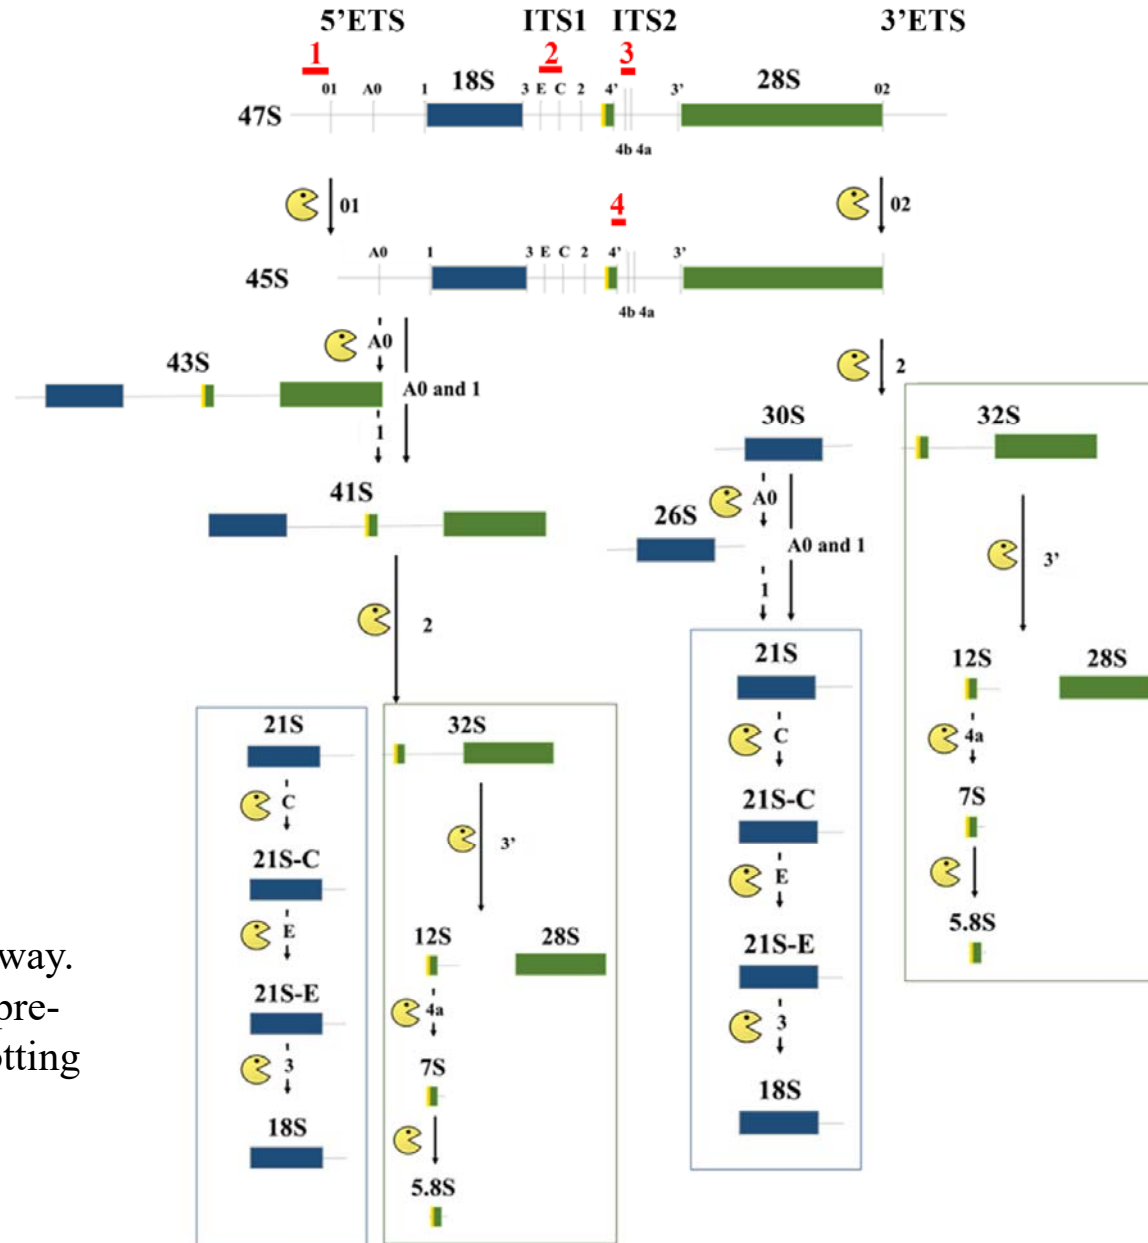 5’ETS ITS1 ITS2 3’ETS
1 2 3
18S 28S
01 A0 1 3 E C 2 4’ 3’ 02
47S
4b 4a
01 4 02
A0 1 3 E C 2 4’ 3’
45S
4b 4a
A0
43S
2
A0 and 1
30S 32S
1
41S
A0
26S
A0 and 1
3’
1
2
21S 12S 28S
21S 32S
C 4a
C
21S-C 7S
3’
21S-C
E
E
5.8S
12S 28S
21S-E
way.
21S-E
pre-
4a
3
otting
3
7S
18S
18S
5.8S